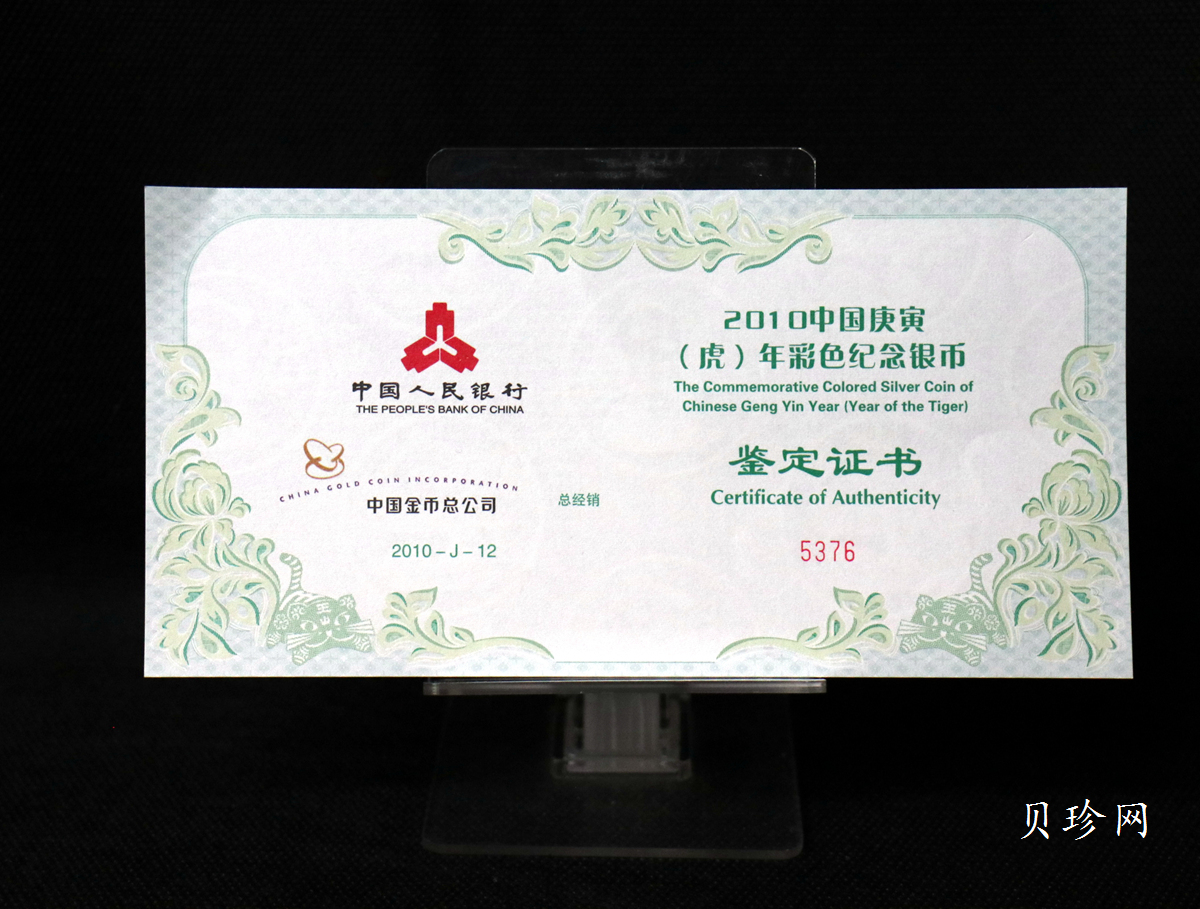 中国人民银行
THE PEOPLE'S BANK OF CHINA
CHINA GOLD COIN INCORPORATION
中国金币总公司
总经销
2010-J-12
2010中国庚寅
（虎）年彩色纪念银币
The Commemorative Colored Silver Coin of
Chinese Geng Yin Year (Year of the Tiger)
鉴定证书
Certificate of Authenticity
5376
王
王
贝珍网